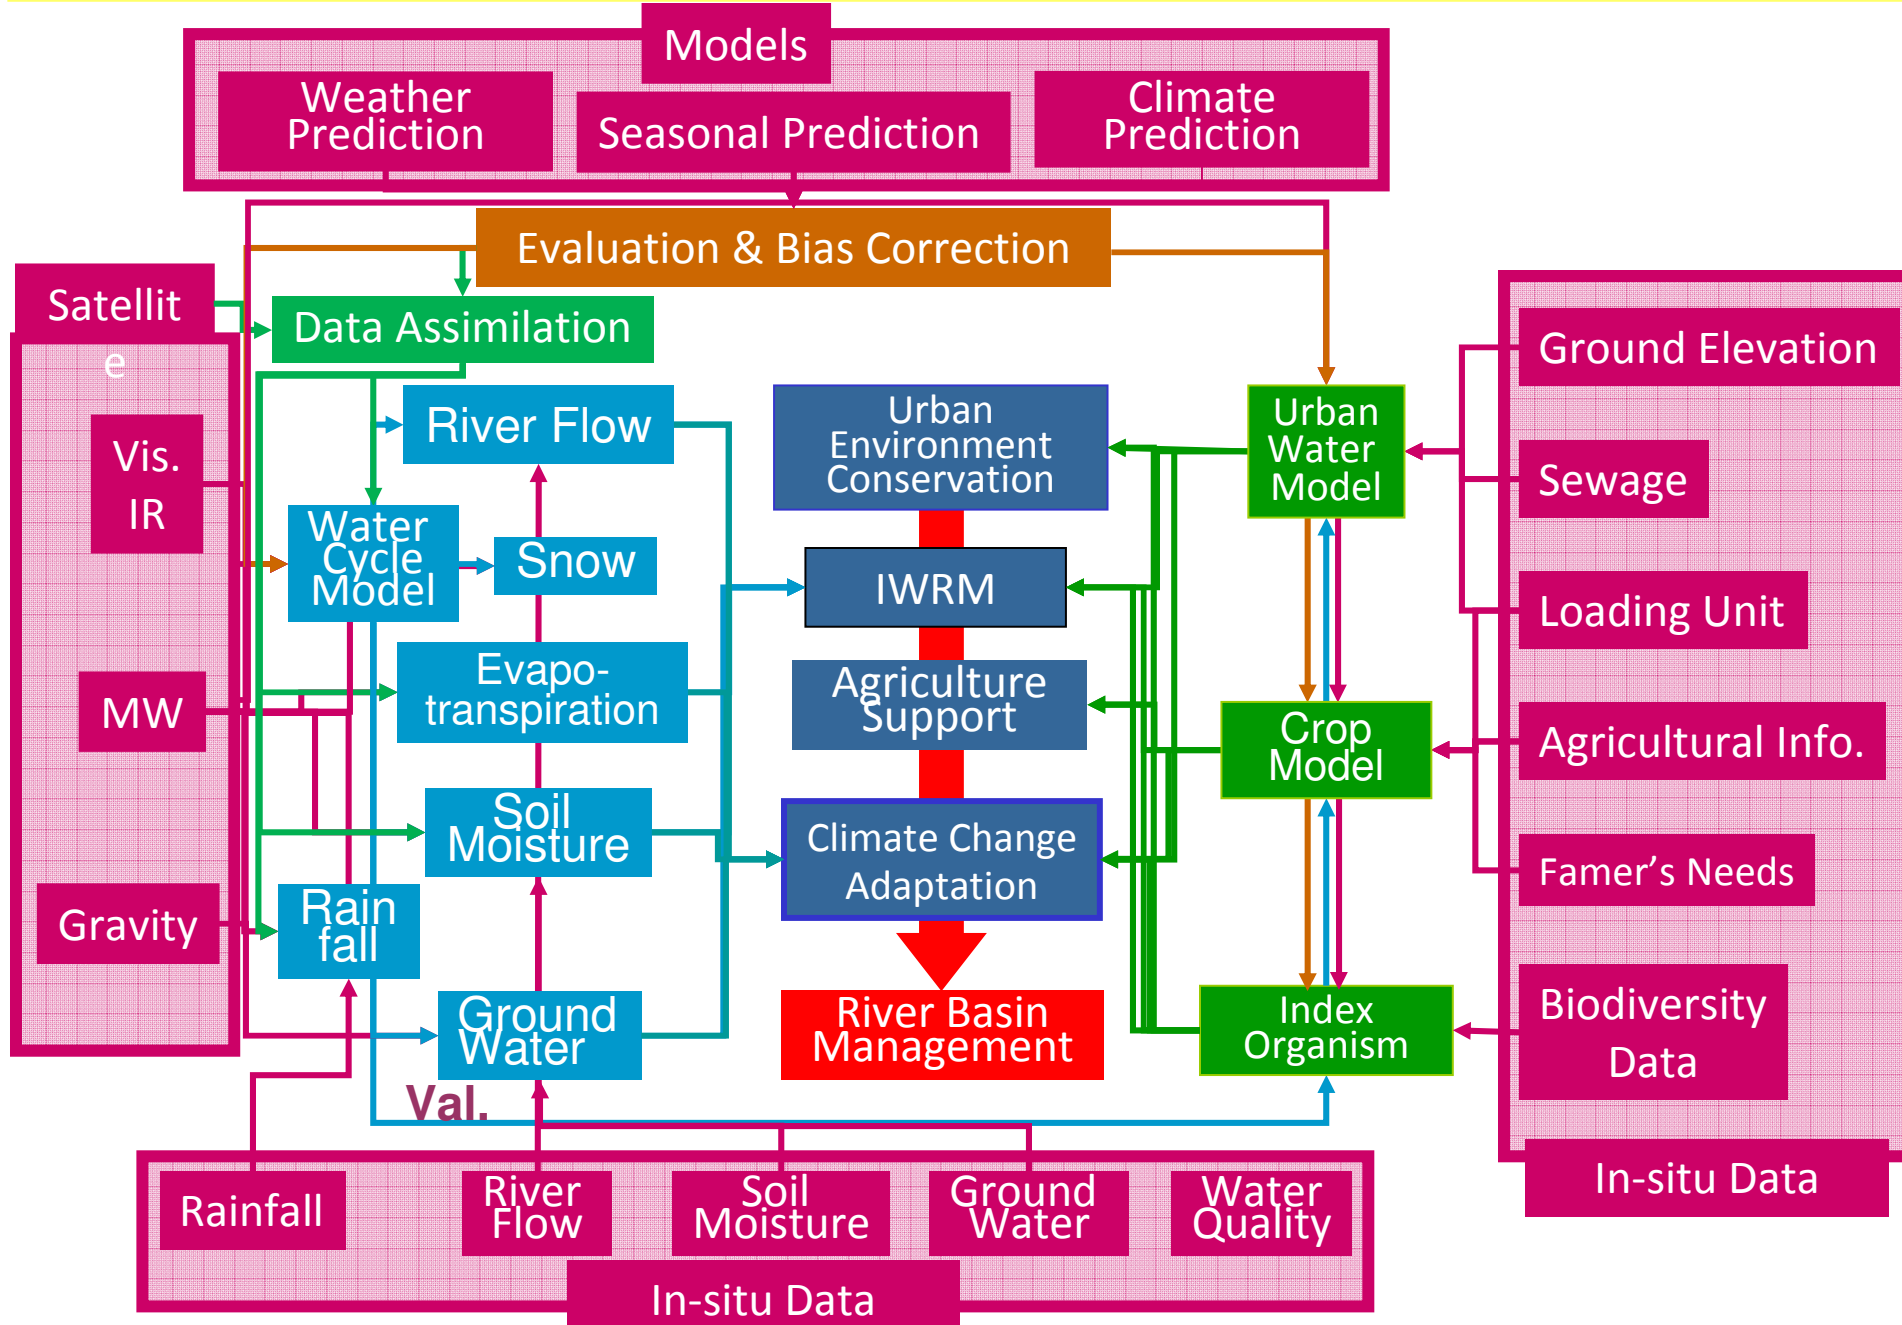 Models
Weather
Prediction
Seasonal Prediction
Climate
Prediction
Evaluation & Bias Correction
Satellit
e
Data Assimilation
Vis.
IR
MW
Gravity
River Flow
Water
Cycle
Model
Snow
Evapo-
transpiration
Soil
Moisture
Rain
fall
Ground
Water
Val.
Urban
Environment
Conservation
IWRM
Agriculture
Support
Climate Change
Adaptation
River Basin
Management
Urban
Water
Model
Crop
Model
Index
Organism
Ground Elevation
Sewage
Loading Unit
Agricultural Info.
Famer's Needs
Biodiversity
Data
In-situ Data
Rainfall
River
Flow
Soil
Moisture
Ground
Water
Water
Quality
In-situ Data